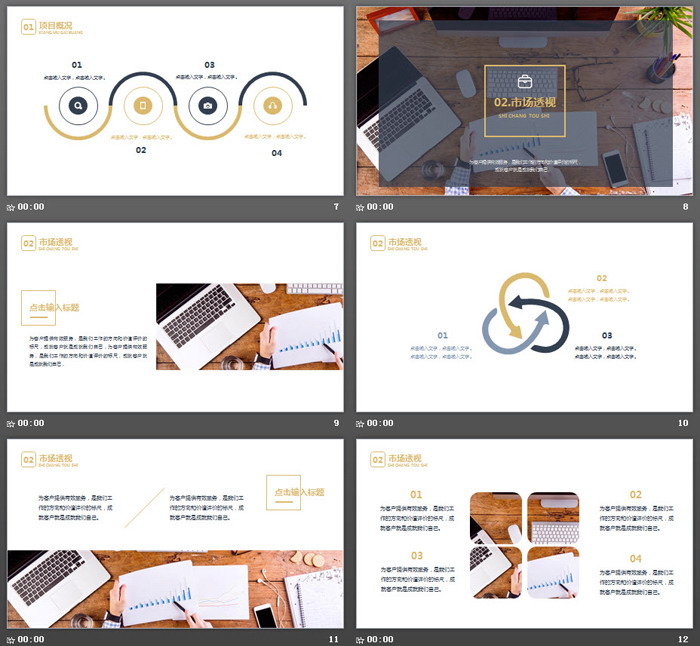 01 项目概况
XIANG MU GAI KUANG
01
点击输入文字，点击输入文字。
03
点击输入文字，点击输入文字。
点击输入文字，点击输入文字。
02
点击输入文字，点击输入文字。
04
00:00
7
02.市场透视
SHI CHANG TOU SHI
为客户提供有效服务，是我们工作的方向和价值评价的标尺，
成就客户就是成就我们自己。
00:00
8
02 市场透视
SHI CHANG TOU SHI
点击输入标题
为客户提供有效服务，是我们工作的方向和价值评价的
标尺，成就客户就是成就我们自己。为客户提供有效服
务，是我们工作的方向和价值评价的标尺，成就客户就
是成就我们自己。
00:00
9
02 市场透视
SHI CHANG TOU SHI
02
点击输入文字，点击输入文字。
点击输入文字，点击输入文字。
01
点击输入文字，点击输入文字。
点击输入文字，点击输入文字。
03
点击输入文字，点击输入文字。
点击输入文字，点击输入文字。
00:00
10
02 市场透视
SHI CHANG TOU SHI
为客户提供有效服务，是我们工
作的方向和价值评价的标尺，成
就客户就是成就我们自己。
为客户提供有效服务，是我们工
作的方向和价值评价的标尺，成
就客户就是成就我们自己。
点击输入标题
00:00
11
02 市场透视
SHI CHANG TOU SHI
01
为客户提供有效服务，是我们工
作的方向和价值评价的标尺，成
就客户就是成就我们自己。
02
为客户提供有效服务，是我们工
作的方向和价值评价的标尺，成
就客户就是成就我们自己。
03
为客户提供有效服务，是我们工
作的方向和价值评价的标尺，成
就客户就是成就我们自己。
04
为客户提供有效服务，是我们工
作的方向和价值评价的标尺，成
就客户就是成就我们自己。
00:00
12